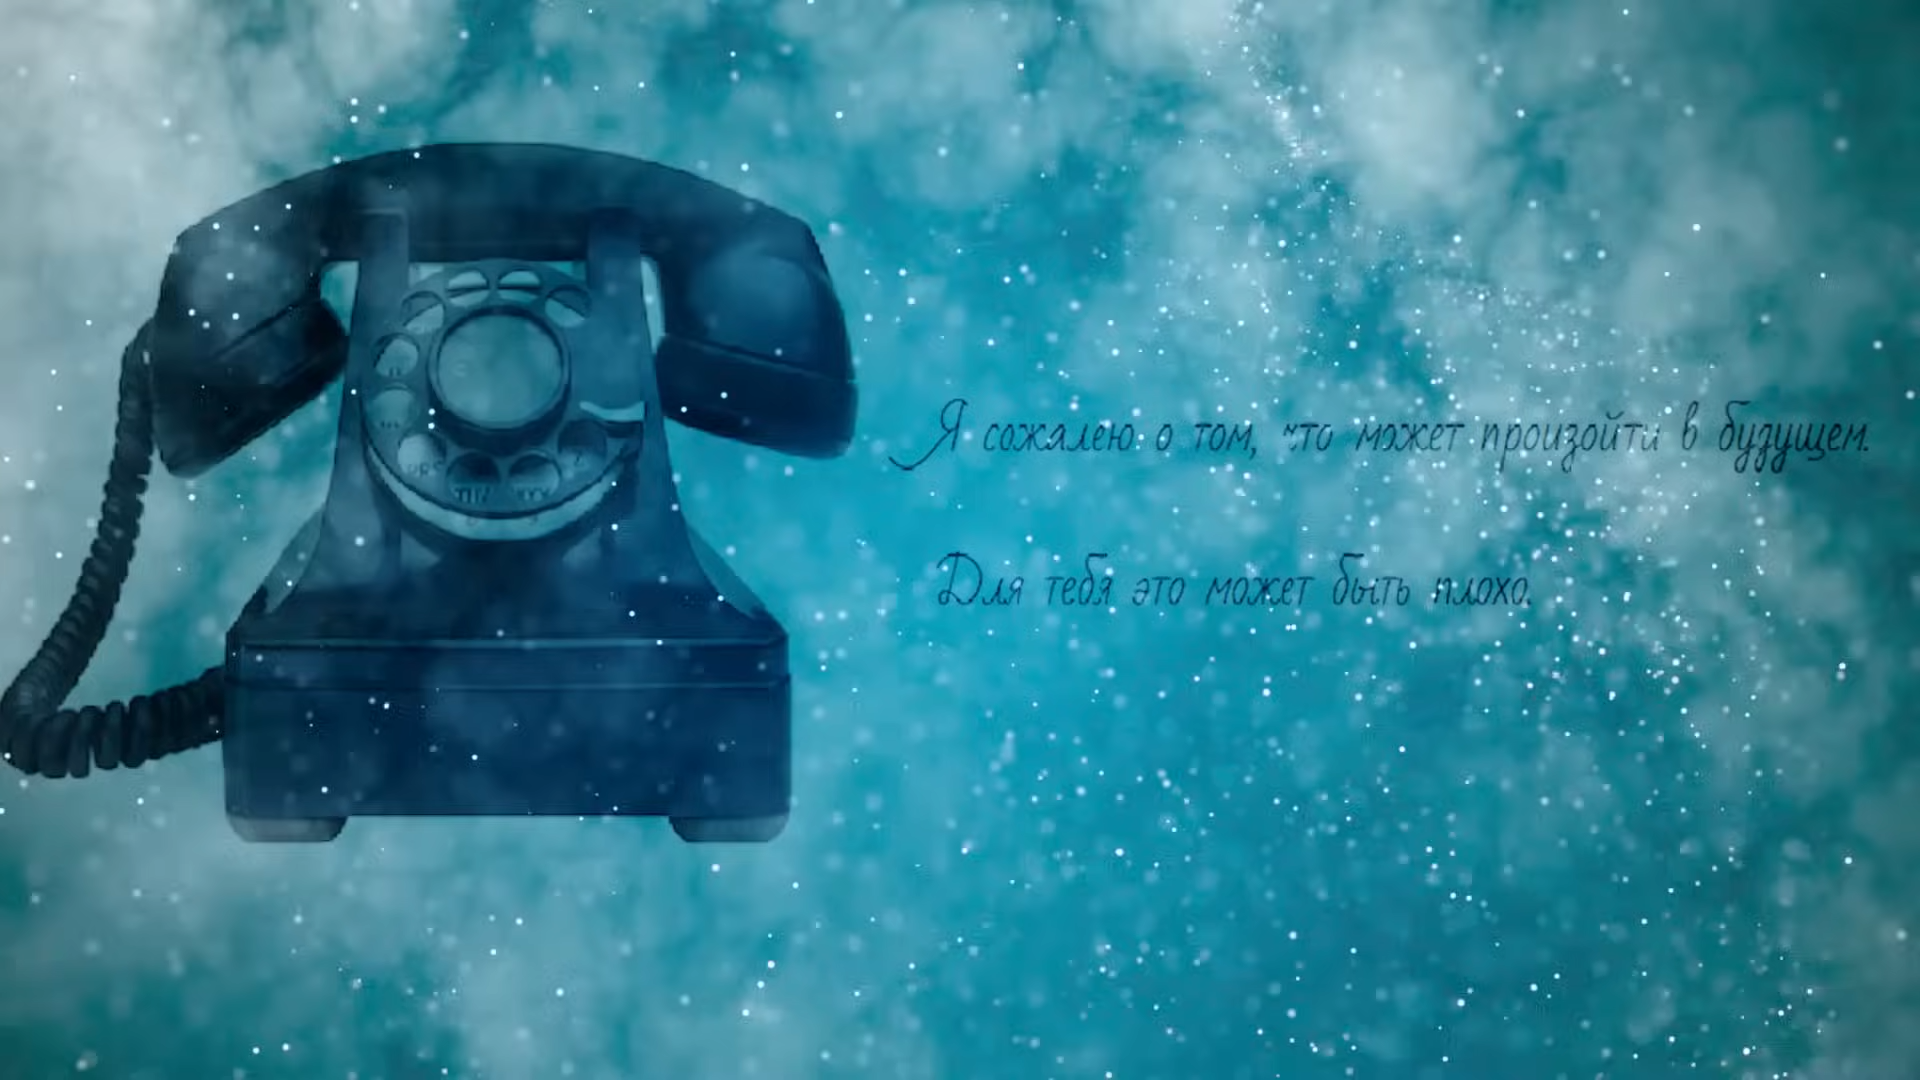 Я сожалею о том, что может произойти в будущем.
Для тебя это может быть плохо.